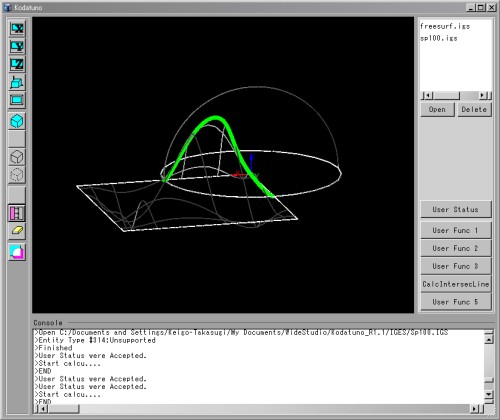 Kodatuno
freesurf.igs
sp100.igs
Open Delete
User Status
User Func 1
User Func 2
User Func 3
CalcIntersecLine
User Func 5
Console
>Open C:/Documents and Settings/Keigo-Takasugi/My Documents/WideStudio/Kodatuno_R1.1/IGES/Sp100.IGS
>Entity Type #314:Unsupported
>Finished
>User Status were Accepted.
>Start calcu....
>END
>User Status were Accepted.
>User Status were Accepted.
>Start calcu....
>END